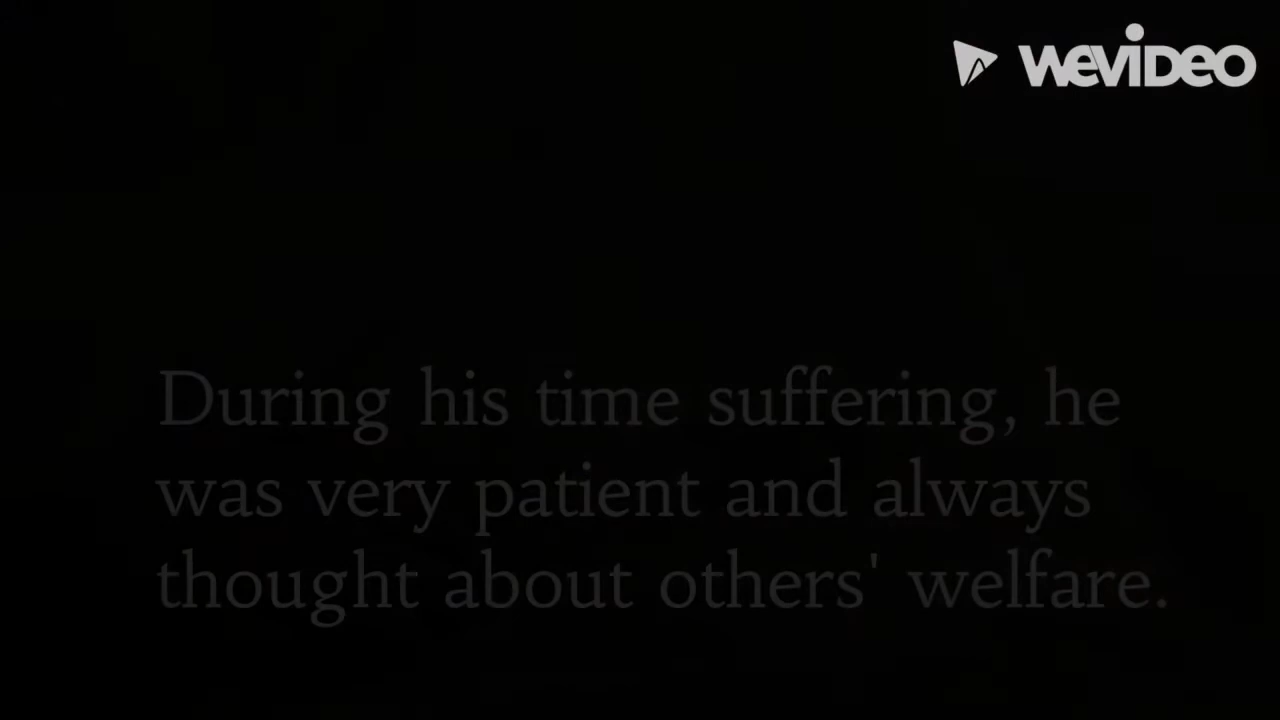 WEVIDEO
During his time suffering, he
was very patient and always
thought about others' welfare.